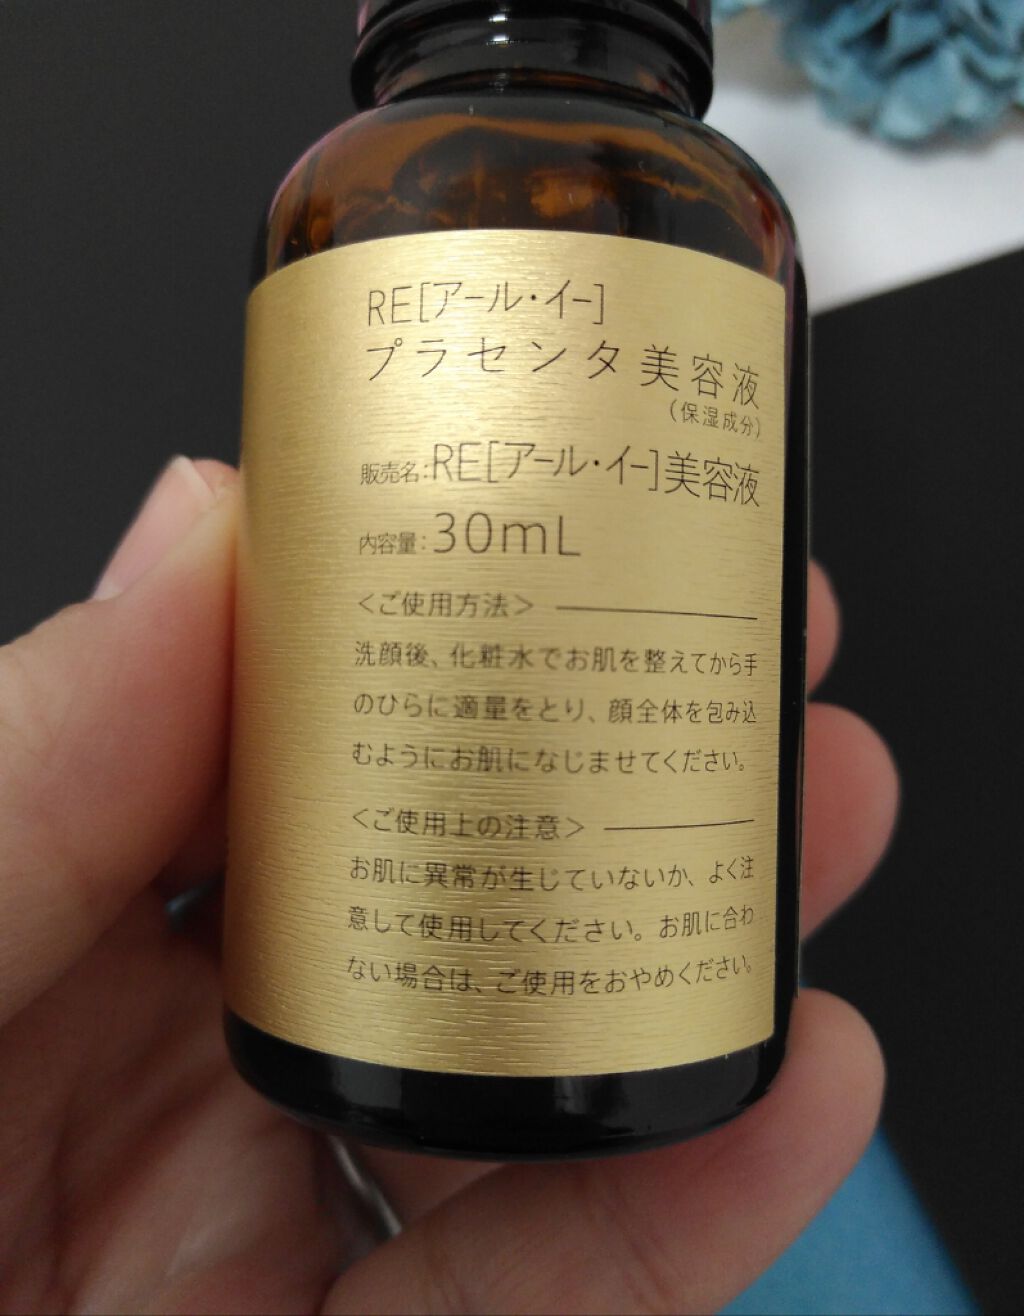 RE[アール・イー]
プラセンタ美容液
(保湿成分)
販売名:RE[アール・イー]美容液
内容量:30mL
＜ご使用方法＞
洗顔後、化粧水でお肌を整えてから手
のひらに適量をとり、顔全体を包み込
むようにお肌になじませてください。
＜ご使用上の注意＞
お肌に異常が生じていないか、よく注
意して使用してください。お肌に合わ
ない場合は、ご使用をおやめください。